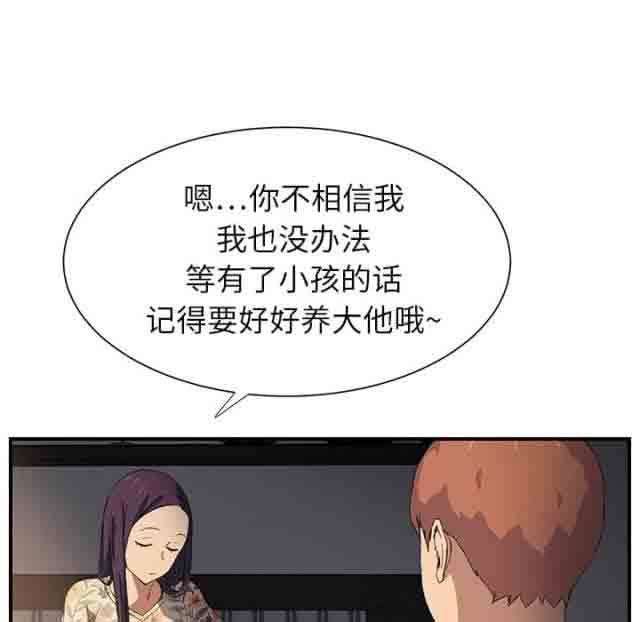 嗯...你不相信我
我也没办法
等有了小孩的话
记得要好好养大他哦~